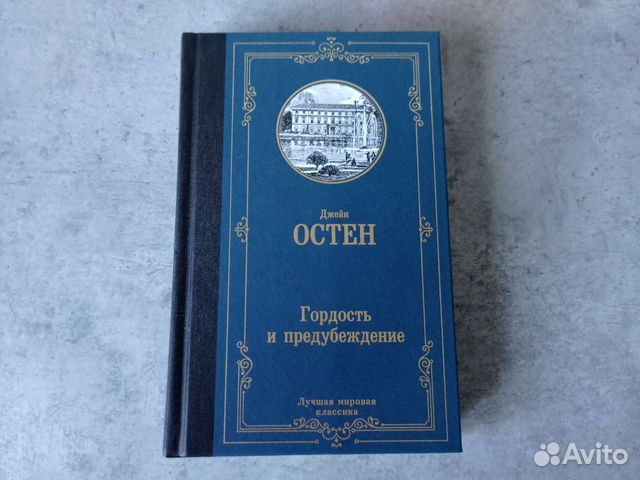 Джейн
ОСТЕН
Гордость
и предубеждение
Лучшая мировая
классика
Avito